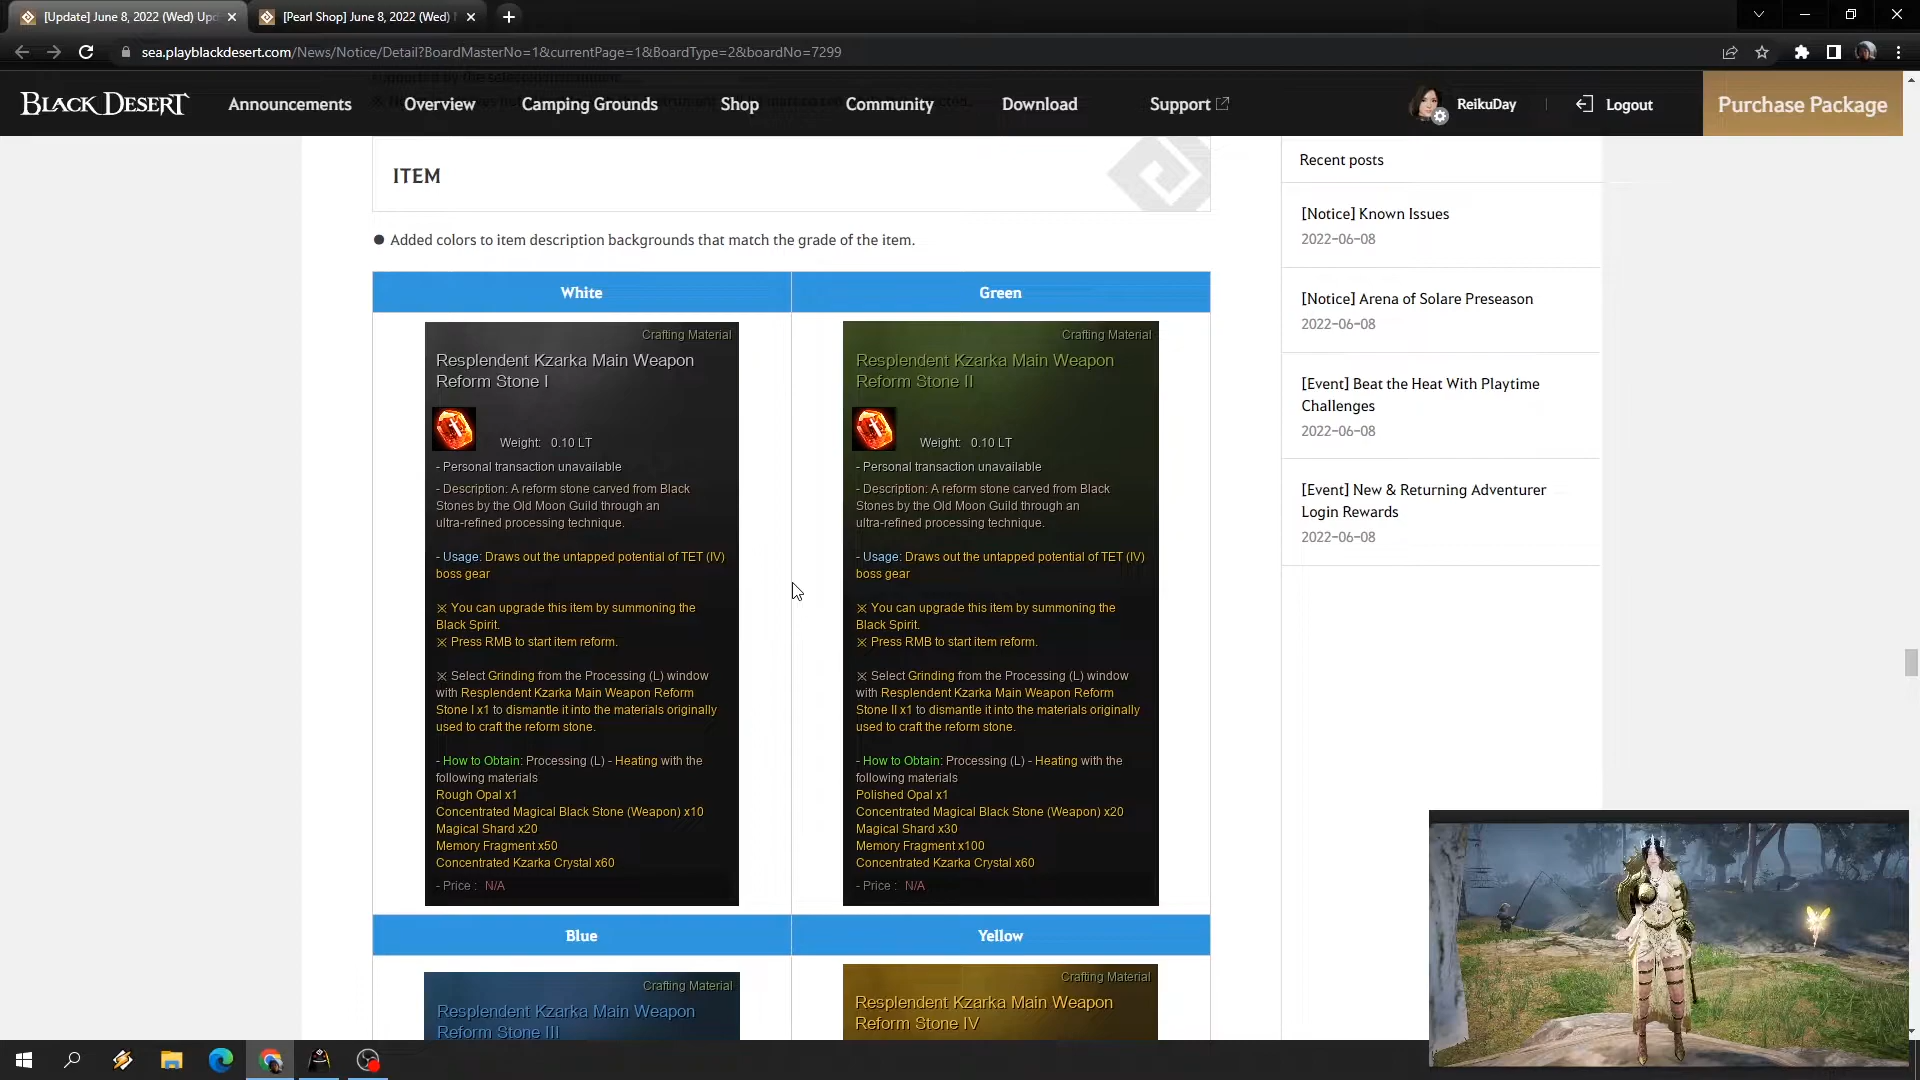 [Update] June 8, 2022 (Wed) Upd
[Pearl Shop] June 8, 2022 (Wed)
sea.playblackdesert.com/News/Notice/Detail?BoardMasterNo=1&currentPage=1&BoardType=2&boardNo=7299
BLACK DESERT
Announcements
Overview
Camping Grounds
Shop
Community
Download
Support
ReikuDay
Logout
Purchase Package
ITEM
● Added colors to item description backgrounds that match the grade of the item.
White
Green
Crafting Material
Resplendent Kzarka Main Weapon
Reform Stone I
Weight: 0.10 LT
- Personal transaction unavailable
- Description: A reform stone carved from Black
Stones by the Old Moon Guild through an
ultra-refined processing technique.
- Usage: Draws out the untapped potential of TET (IV)
boss gear
※ You can upgrade this item by summoning the
Black Spirit.
※ Press RMB to start item reform.
※ Select Grinding from the Processing (L) window
with Resplendent Kzarka Main Weapon Reform
Stone I x1 to dismantle it into the materials originally
used to craft the reform stone.
- How to Obtain: Processing (L) - Heating with the
following materials
Rough Opal x1
Concentrated Magical Black Stone (Weapon) x10
Magical Shard x20
Memory Fragment x50
Concentrated Kzarka Crystal x60
- Price : N/A
Crafting Material
Resplendent Kzarka Main Weapon
Reform Stone II
Weight: 0.10 LT
- Personal transaction unavailable
- Description: A reform stone carved from Black
Stones by the Old Moon Guild through an
ultra-refined processing technique.
- Usage: Draws out the untapped potential of TET (IV)
boss gear
※ You can upgrade this item by summoning the
Black Spirit.
※ Press RMB to start item reform.
※ Select Grinding from the Processing (L) window
with Resplendent Kzarka Main Weapon Reform
Stone II x1 to dismantle it into the materials originally
used to craft the reform stone.
- How to Obtain: Processing (L) - Heating with the
following materials
Polished Opal x1
Concentrated Magical Black Stone (Weapon) x20
Magical Shard x30
Memory Fragment x100
Concentrated Kzarka Crystal x60
- Price : N/A
Blue
Yellow
Crafting Material
Resplendent Kzarka Main Weapon
Reform Stone III
Crafting Material
Resplendent Kzarka Main Weapon
Reform Stone IV
Recent posts
[Notice] Known Issues
2022-06-08
[Notice] Arena of Solare Preseason
2022-06-08
[Event] Beat the Heat With Playtime
Challenges
2022-06-08
[Event] New & Returning Adventurer
Login Rewards
2022-06-08